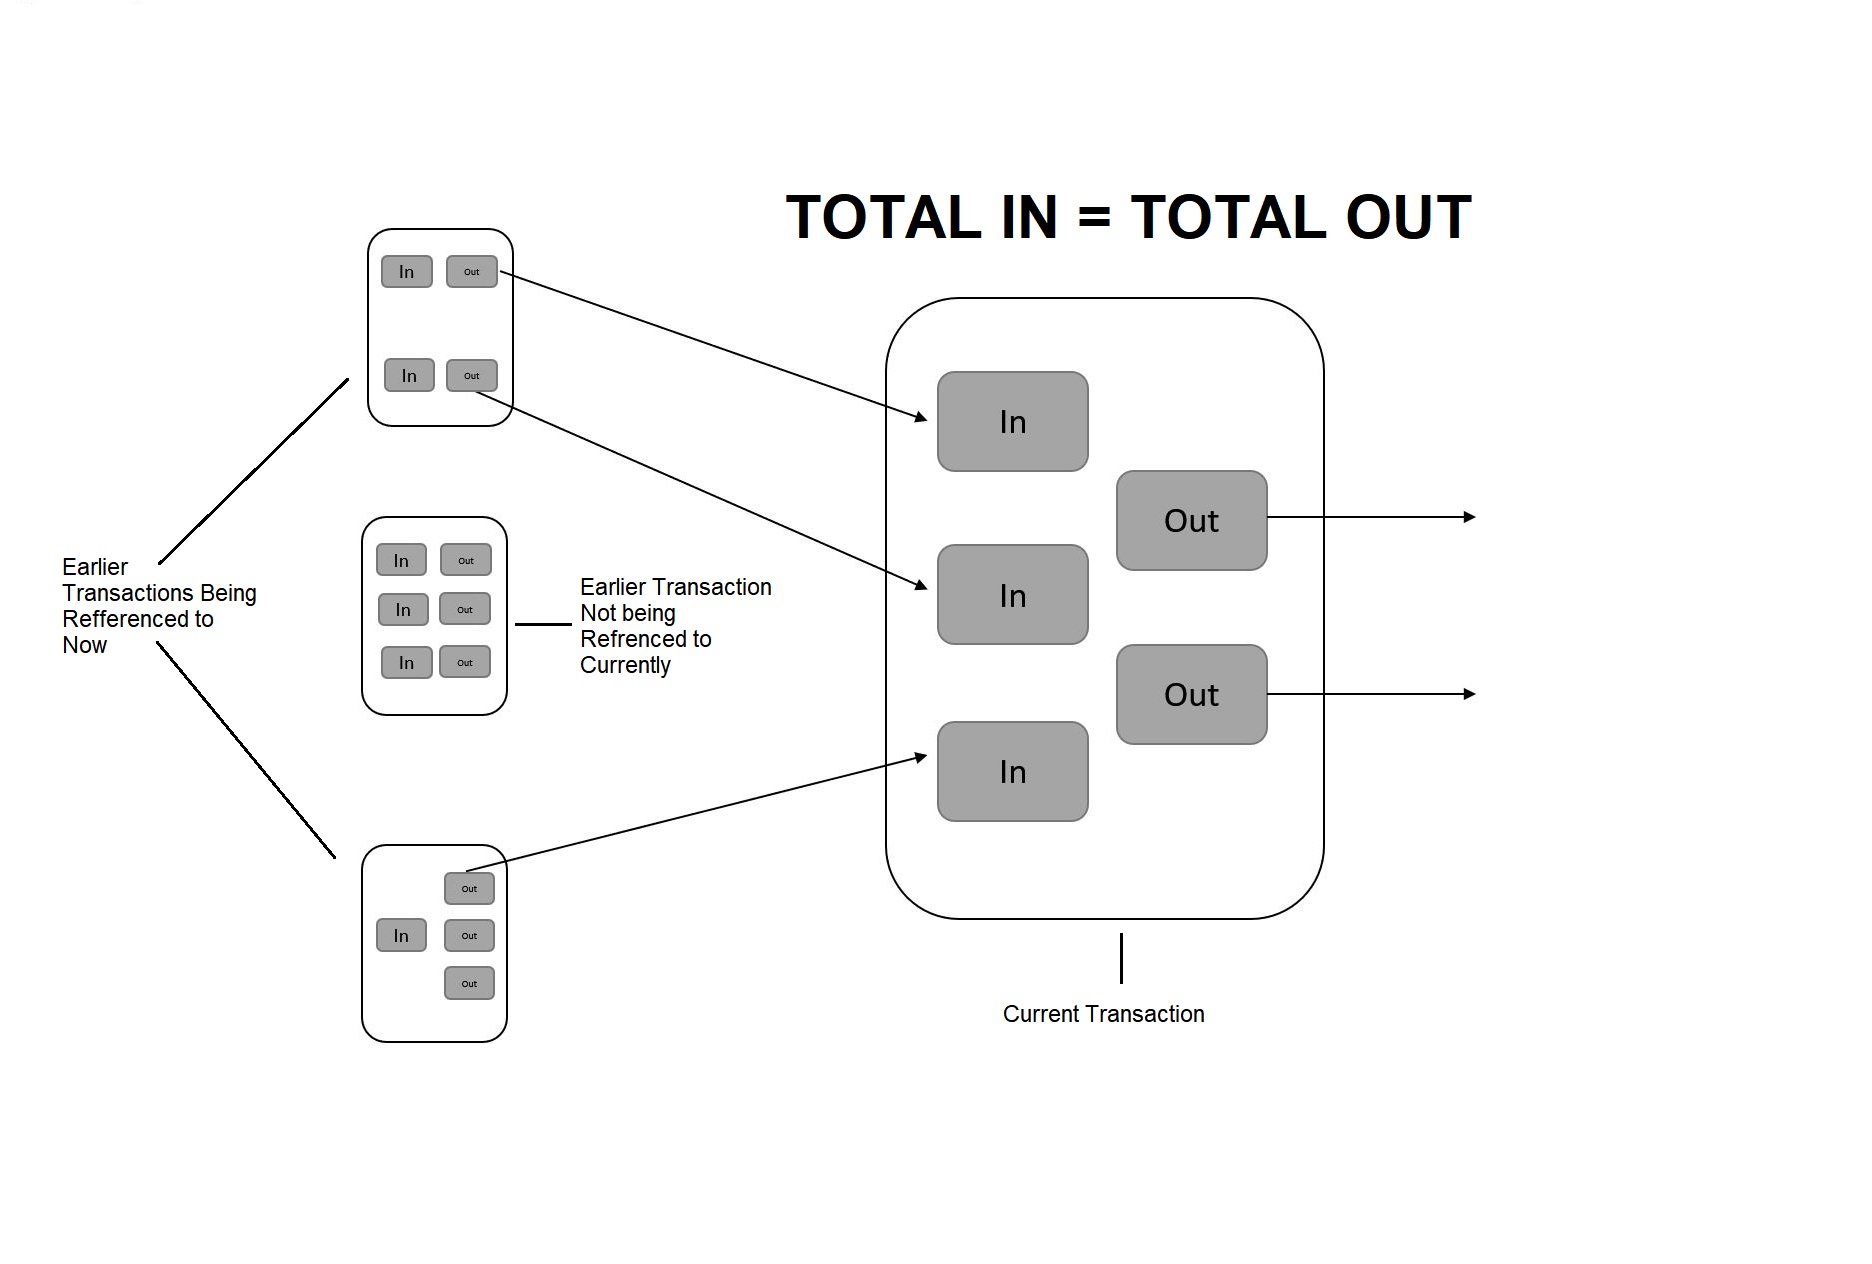 TOTAL IN = TOTAL OUT
In Out
In Out
In Out
In Out
In Out
Earlier
Transactions Being
Refferenced to
Now
Earlier Transaction
Not being
Refrenced to
Currently
Out
In Out
Out
In
Out
In
Out
In
Current Transaction